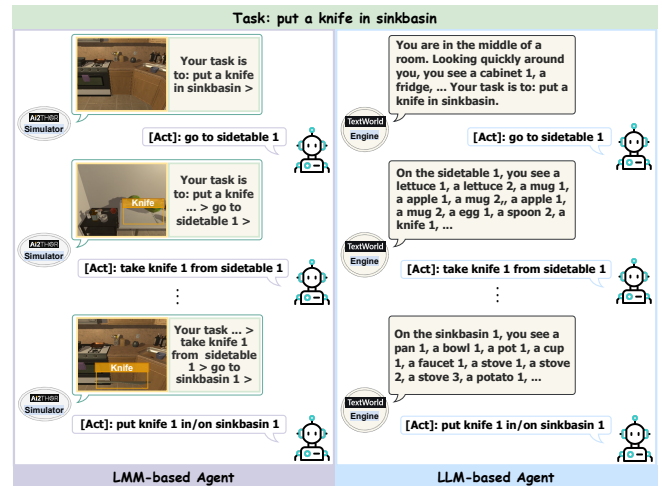 Task: put a knife in sinkbasin
Your task is
to: put a knife
in sinkbasin >
AI2THOR
Simulator
[Act]: go to sidetable 1
Knife
Your task is
to: put a knife
... > go to
sidetable 1 >
AI2THOR
Simulator
[Act]: take knife 1 from sidetable 1
⋮
Knife
Your task ... >
take knife 1
from sidetable
1 > go to
sinkbasin 1 >
AI2THOR
Simulator
[Act]: put knife 1 in/on sinkbasin 1
LMM-based Agent
You are in the middle of a
room. Looking quickly around
you, you see a cabinet 1, a
fridge, ... Your task is to: put a
knife in sinkbasin.
TextWorld
Engine
[Act]: go to sidetable 1
On the sidetable 1, you see a
lettuce 1, a lettuce 2, a mug 1,
a apple 1, a mug 2,, a apple 1,
a mug 2, a egg 1, a spoon 2, a
knife 1, ...
TextWorld
Engine
[Act]: take knife 1 from sidetable 1
⋮
On the sinkbasin 1, you see a
pan 1, a bowl 1, a pot 1, a cup
1, a faucet 1, a stove 1, a stove
2, a stove 3, a potato 1, ...
TextWorld
Engine
[Act]: put knife 1 in/on sinkbasin 1
LLM-based Agent